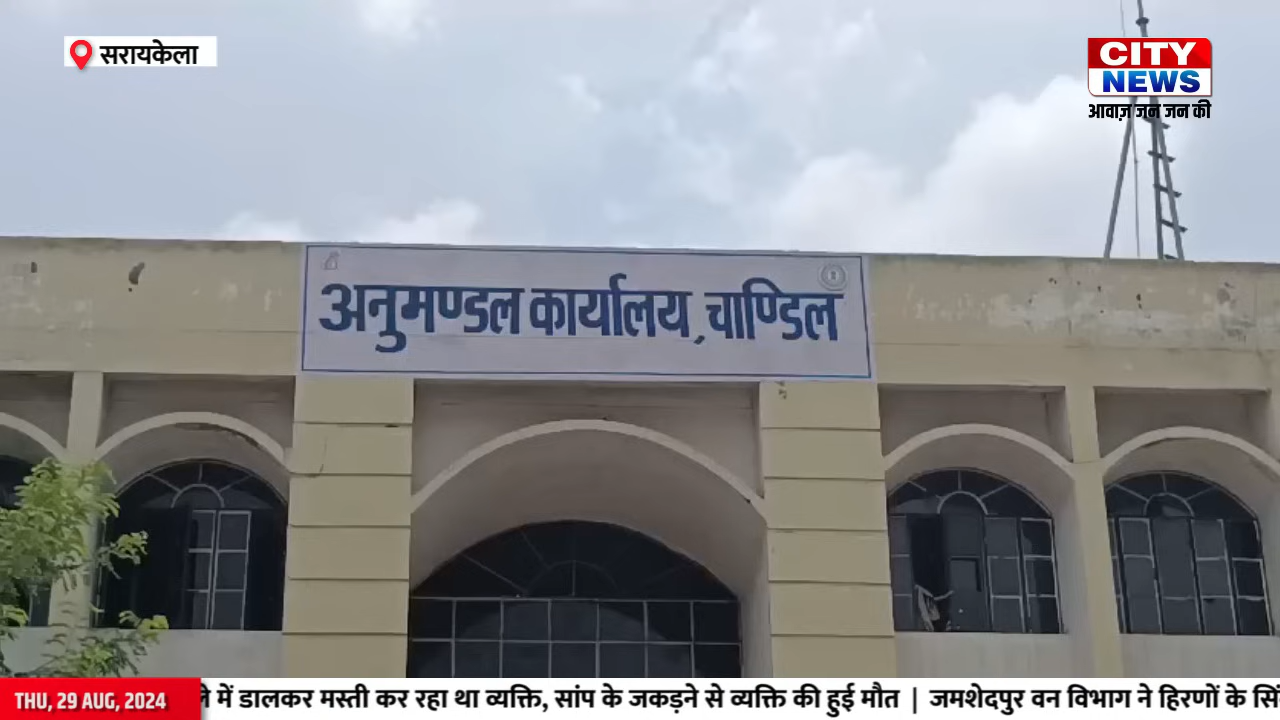 सरायकेला
CITY
NEWS
आवाज़ जन जन की
अनुमण्डल कार्यालय, चाण्डिल
THU, 29 AUG, 2024
में डालकर मस्ती कर रहा था व्यक्ति, सांप के जकड़ने से व्यक्ति की हुई मौत | जमशेदपुर वन विभाग ने हिरणों के